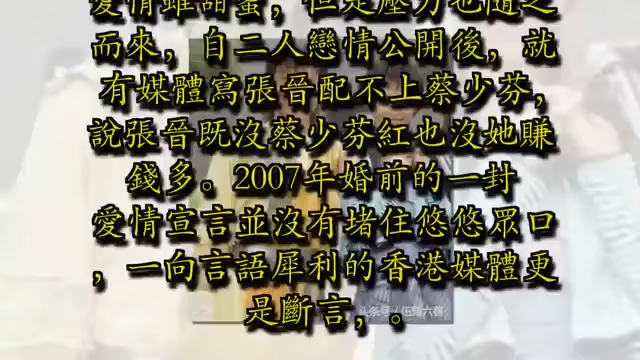 愛情雖甜蜜，但是壓力也隨之
而來，自二人戀情公開後，就
有媒體寫張晉配不上蔡少芬，
說張晉既沒蔡少芬紅也沒她賺
錢多。2007年婚前的一封
愛情宣言並沒有堵住悠悠眾口
，一向言語犀利的香港媒體更
是斷言，。